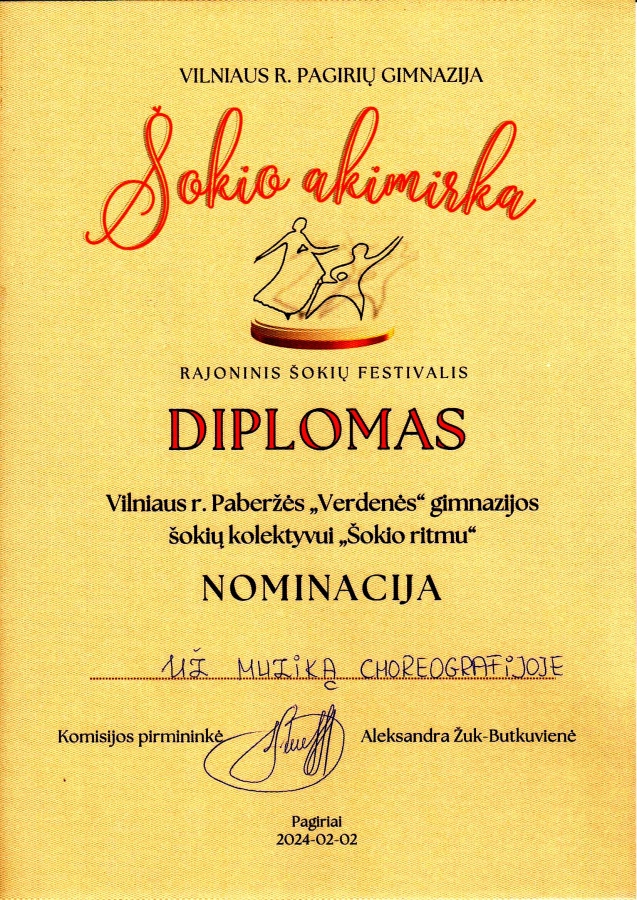 VILNIAUS R. PAGIRIŲ GIMNAZIJA
Šokio akimirka
RAJONINIS ŠOKIŲ FESTIVALIS
DIPLOMAS
Vilniaus r. Paberžės „Verdenės“ gimnazijos
šokių kolektyvui „Šokio ritmu“
NOMINACIJA
UŽ MUZIKĄ CHOREOGRAFIJOJE
Komisijos pirmininkė Aleksandra Žuk-Butkuvienė
Pagiriai
2024-02-02